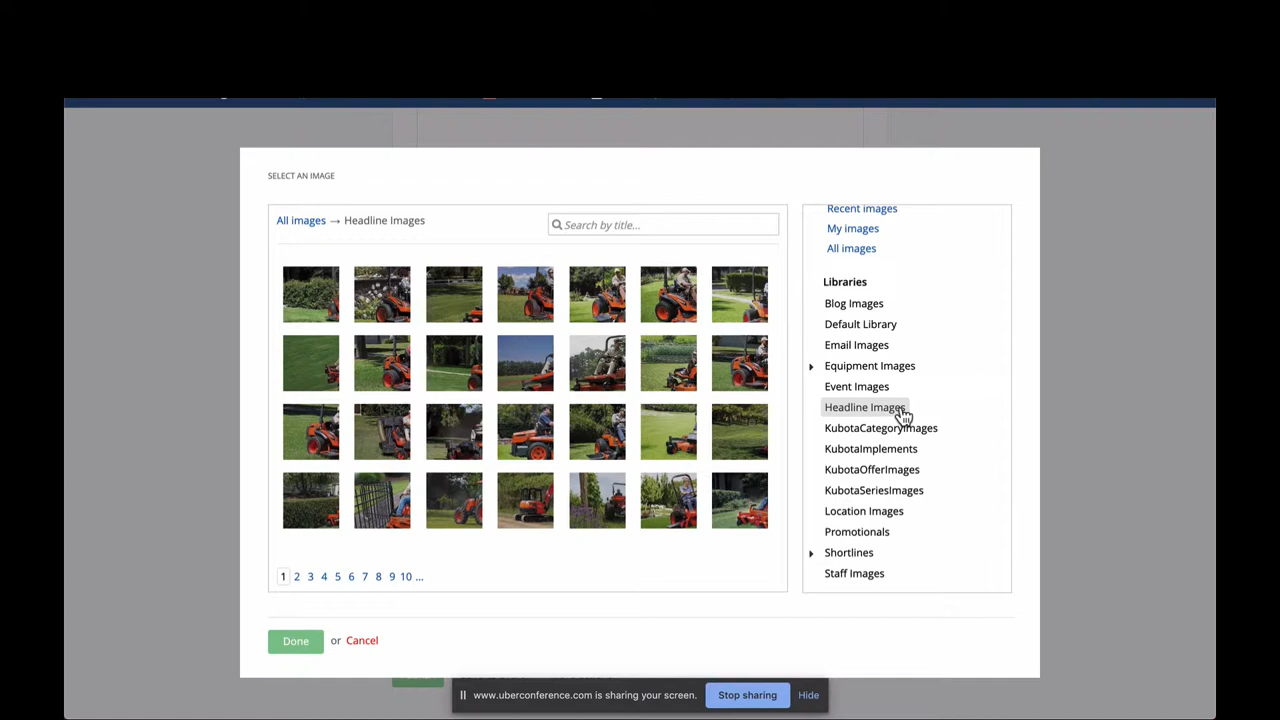 SELECT AN IMAGE
All images → Headline Images
Search by title...
1 2 3 4 5 6 7 8 9 10 ...
Recent images
My images
All images
Libraries
Blog Images
Default Library
Email Images
Equipment Images
Event Images
Headline Images
KubotaCategoryImages
KubotaImplements
KubotaOfferImages
KubotaSeriesImages
Location Images
Promotionals
Shortlines
Staff Images
Done or Cancel
www.uberconference.com is sharing your screen. Stop sharing Hide